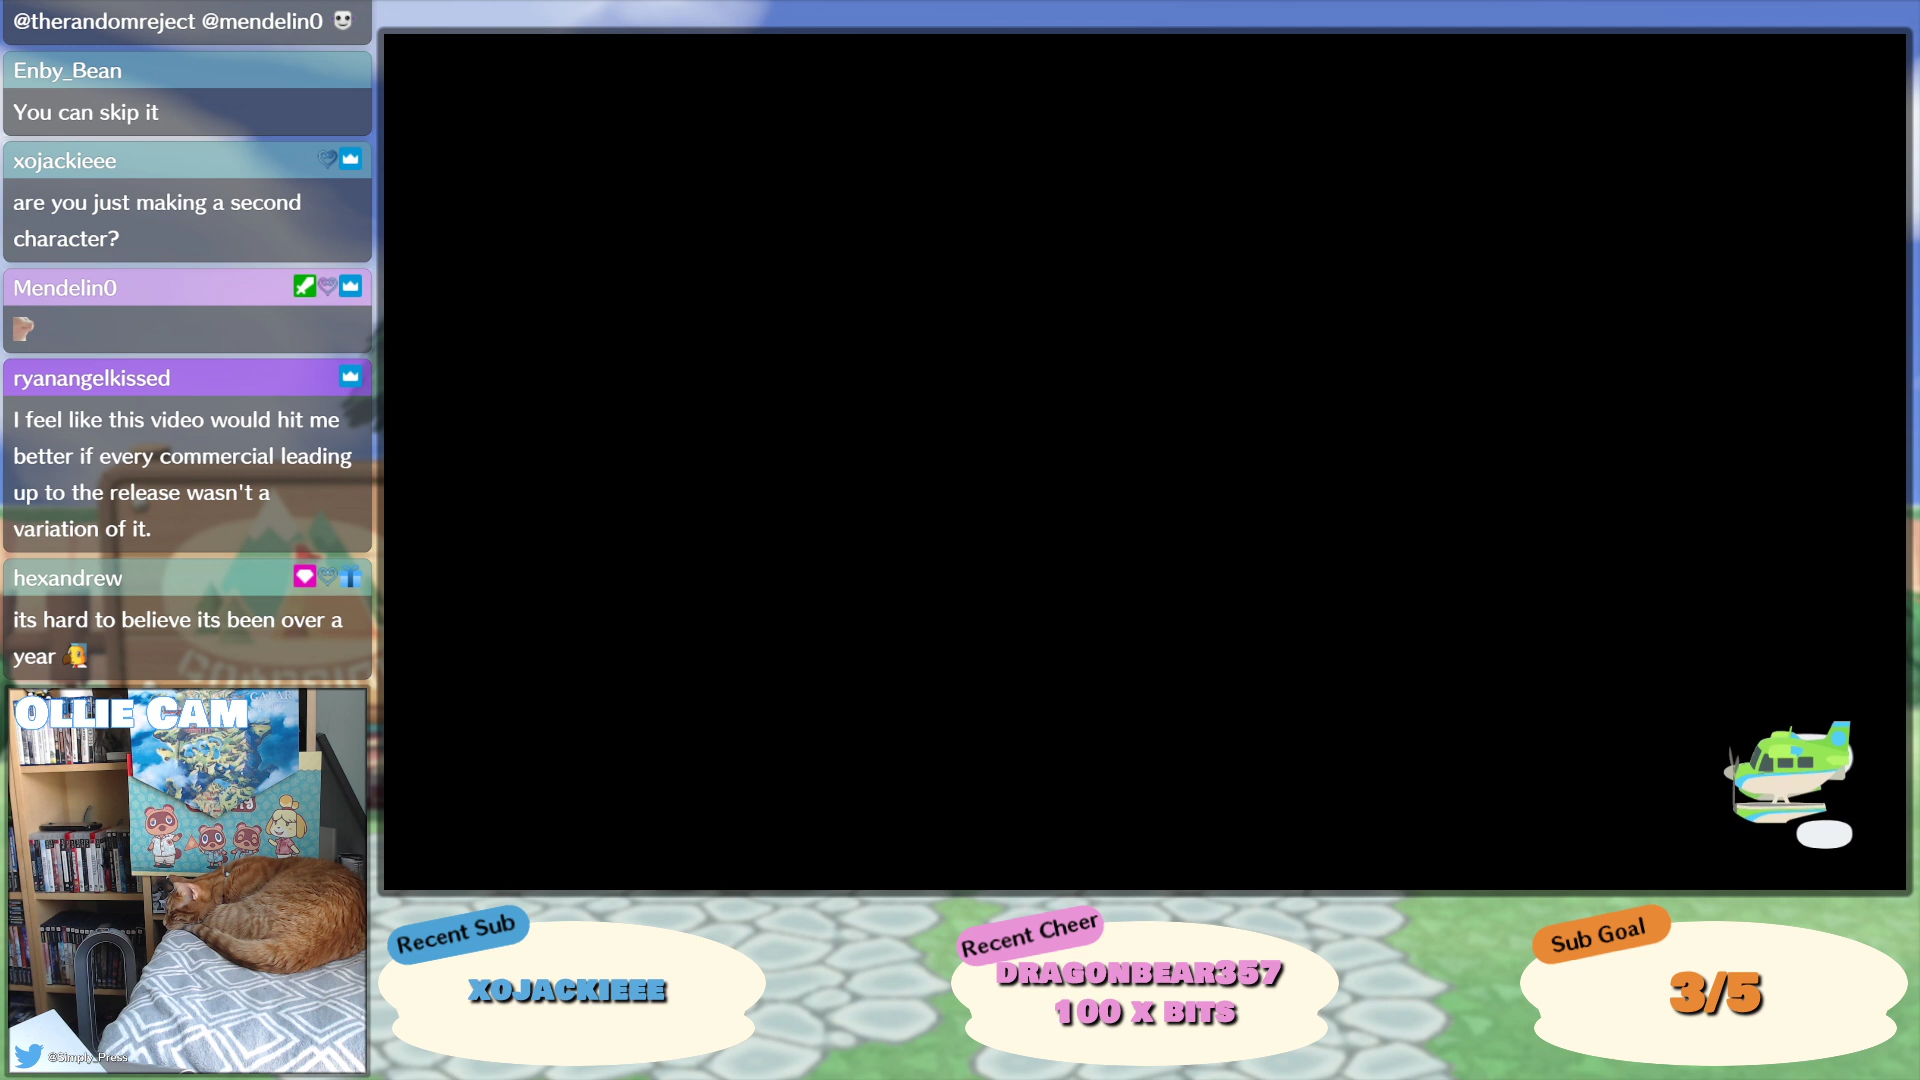 @therandomreject @mendelin0
Enby_Bean
You can skip it
xojackieee
are you just making a second
character?
Mendelin0
ryanangelkissed
I feel like this video would hit me
better if every commercial leading
up to the release wasn't a
variation of it.
hexandrew
its hard to believe its been over a
year
Ollie Cam
@Simply_Press
Recent Sub
xojackieee
Recent Cheer
dragonbear357
100 x bits
Sub Goal
3/5